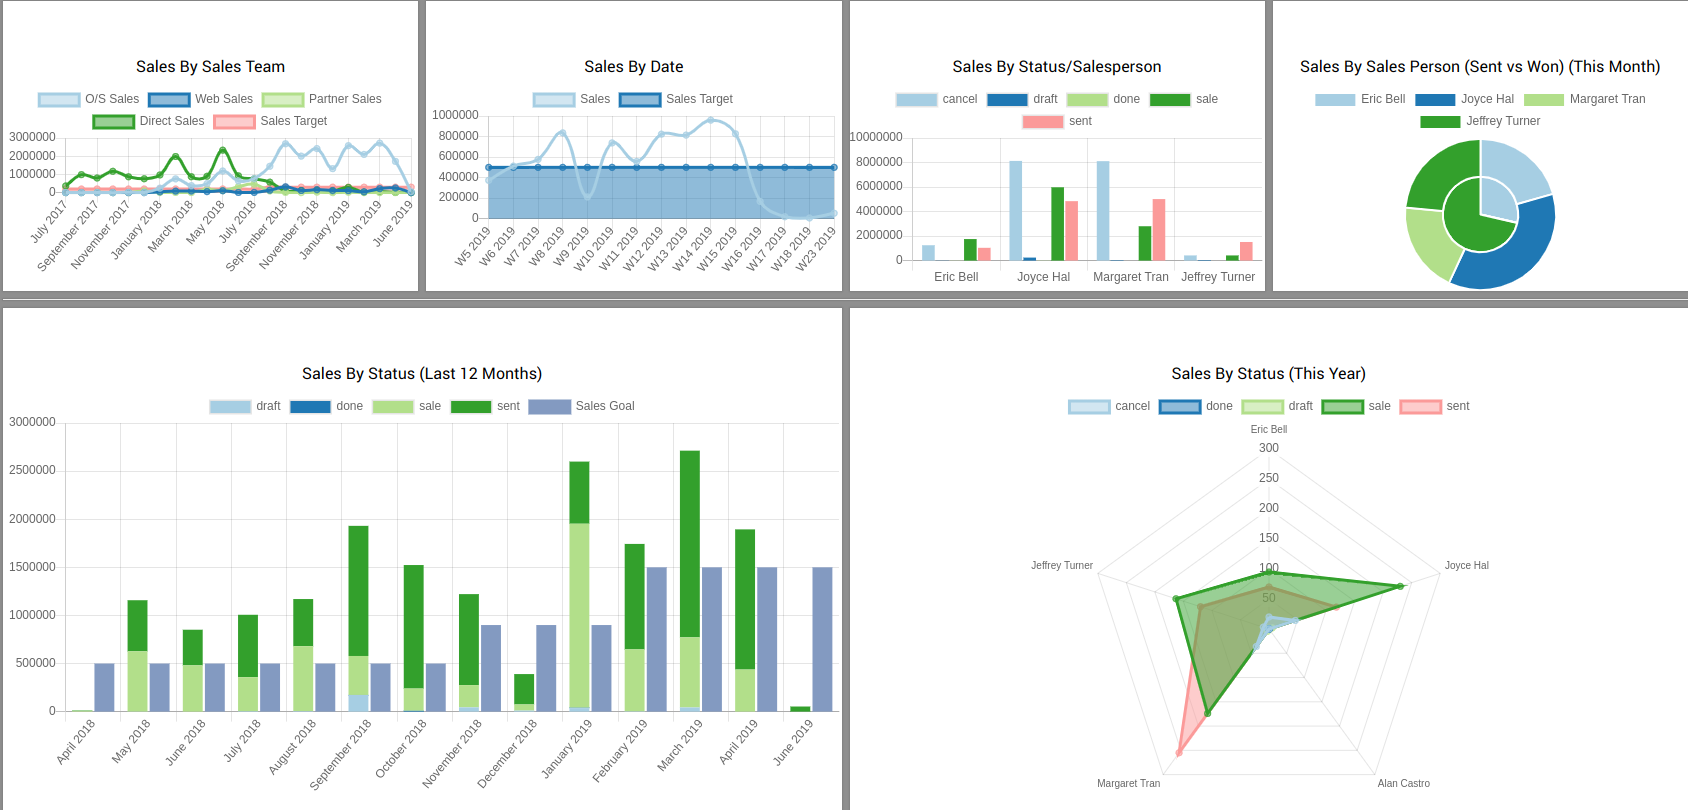 Sales By Sales Team
O/S Sales Web Sales Partner Sales
Direct Sales Sales Target
3000000
2000000
1000000
0
July 2017
September 2017
November 2017
January 2018
March 2018
May 2018
July 2018
September 2018
November 2018
January 2019
March 2019
June 2019
Sales By Date
Sales Sales Target
1000000
800000
600000
400000
200000
0
W5 2019
W6 2019
W7 2019
W8 2019
W9 2019
W10 2019
W11 2019
W12 2019
W13 2019
W14 2019
W15 2019
W16 2019
W17 2019
W18 2019
W23 2019
Sales By Status/Salesperson
cancel draft done sale
sent
10000000
8000000
6000000
4000000
2000000
0
Eric Bell Joyce Hal Margaret Tran Jeffrey Turner
Sales By Sales Person (Sent vs Won) (This Month)
Eric Bell Joyce Hal Margaret Tran
Jeffrey Turner
Sales By Status (Last 12 Months)
draft done sale sent Sales Goal
3000000
2500000
2000000
1500000
1000000
500000
0
April 2018
May 2018
June 2018
July 2018
August 2018
September 2018
October 2018
November 2018
December 2018
January 2019
February 2019
March 2019
April 2019
June 2019
Sales By Status (This Year)
cancel done draft sale sent
Eric Bell
300
250
200
150
100
50
Jeffrey Turner
Joyce Hal
Margaret Tran
Alan Castro